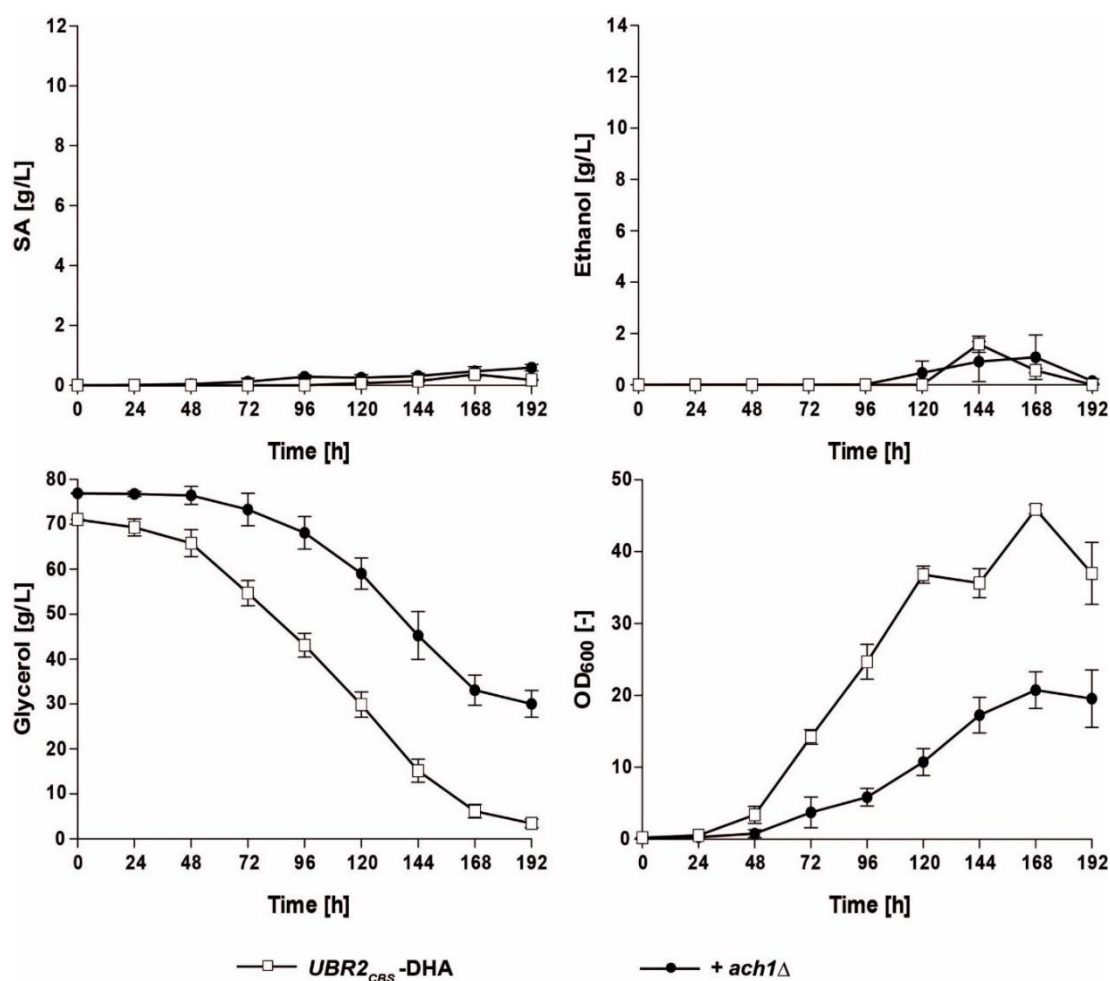 SA [g/L]
12
10
8
6
4
2
0
0 24 48 72 96 120 144 168 192
Time [h]
Ethanol [g/L]
14
12
10
8
6
4
2
0
0 24 48 72 96 120 144 168 192
Time [h]
Glycerol [g/L]
80
70
60
50
40
30
20
10
0
0 24 48 72 96 120 144 168 192
Time [h]
OD600 [-]
50
40
30
20
10
0
0 24 48 72 96 120 144 168 192
Time [h]
UBR2CBS-DHA
+ ach1Δ